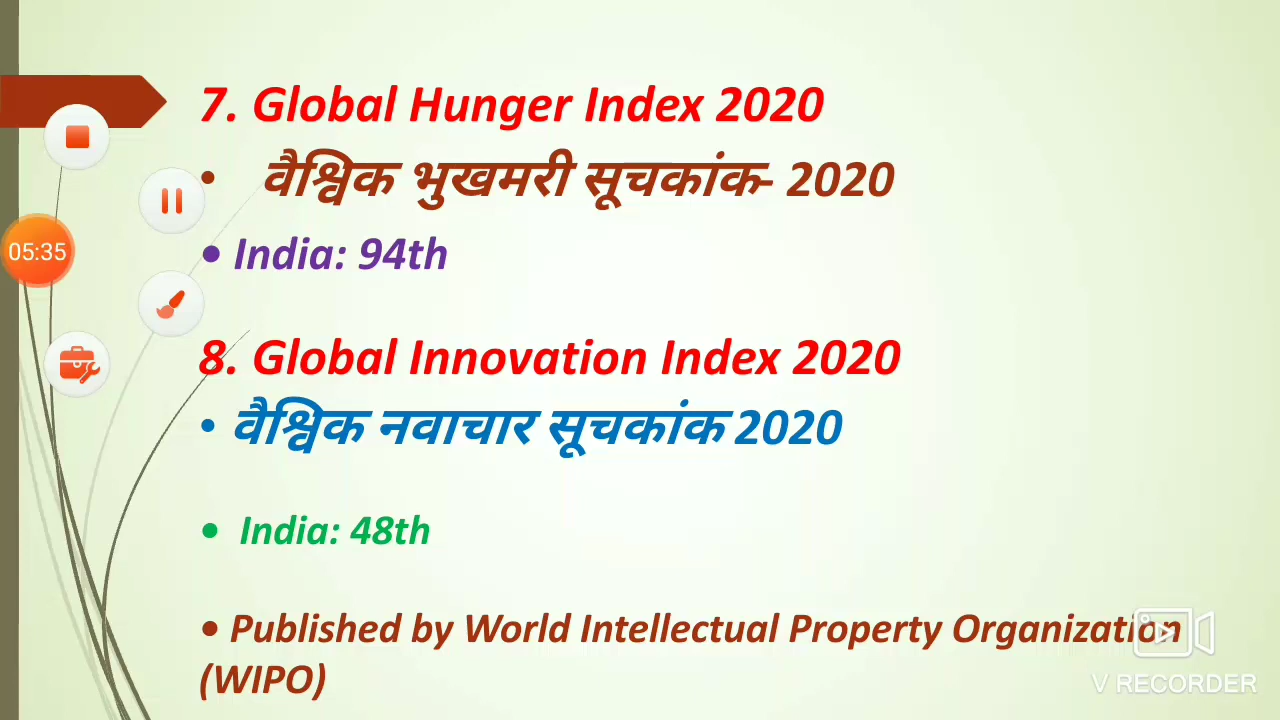 7. Global Hunger Index 2020
• वैश्विक भुखमरी सूचकांक- 2020
• India: 94th
05:35
8. Global Innovation Index 2020
• वैश्विक नवाचार सूचकांक 2020
• India: 48th
• Published by World Intellectual Property Organization
(WIPO)
V RECORDER